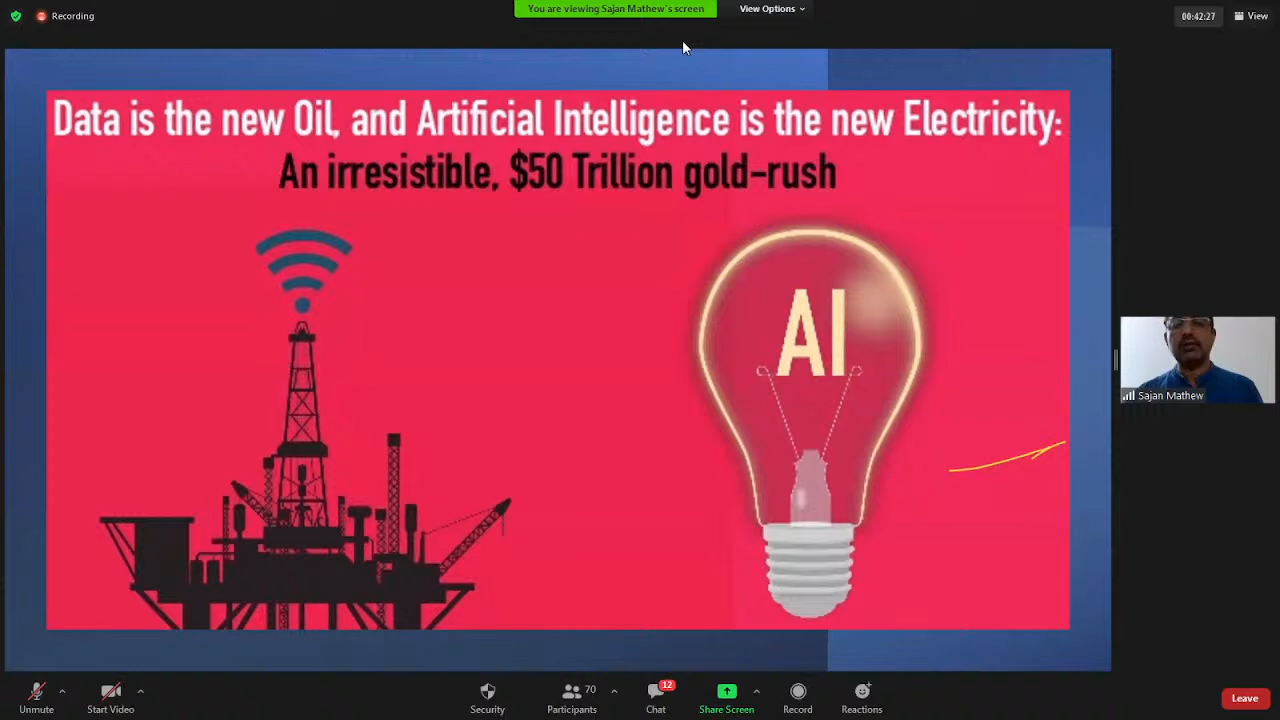 Recording
You are viewing Sajan Mathew's screen
View Options
00:42:27
View
Data is the new Oil, and Artificial Intelligence is the new Electricity:
An irresistible, $50 Trillion gold-rush
AI
Sajan Mathew
Unmute
Start Video
Security
70
Participants
12
Chat
Share Screen
Record
Reactions
Leave